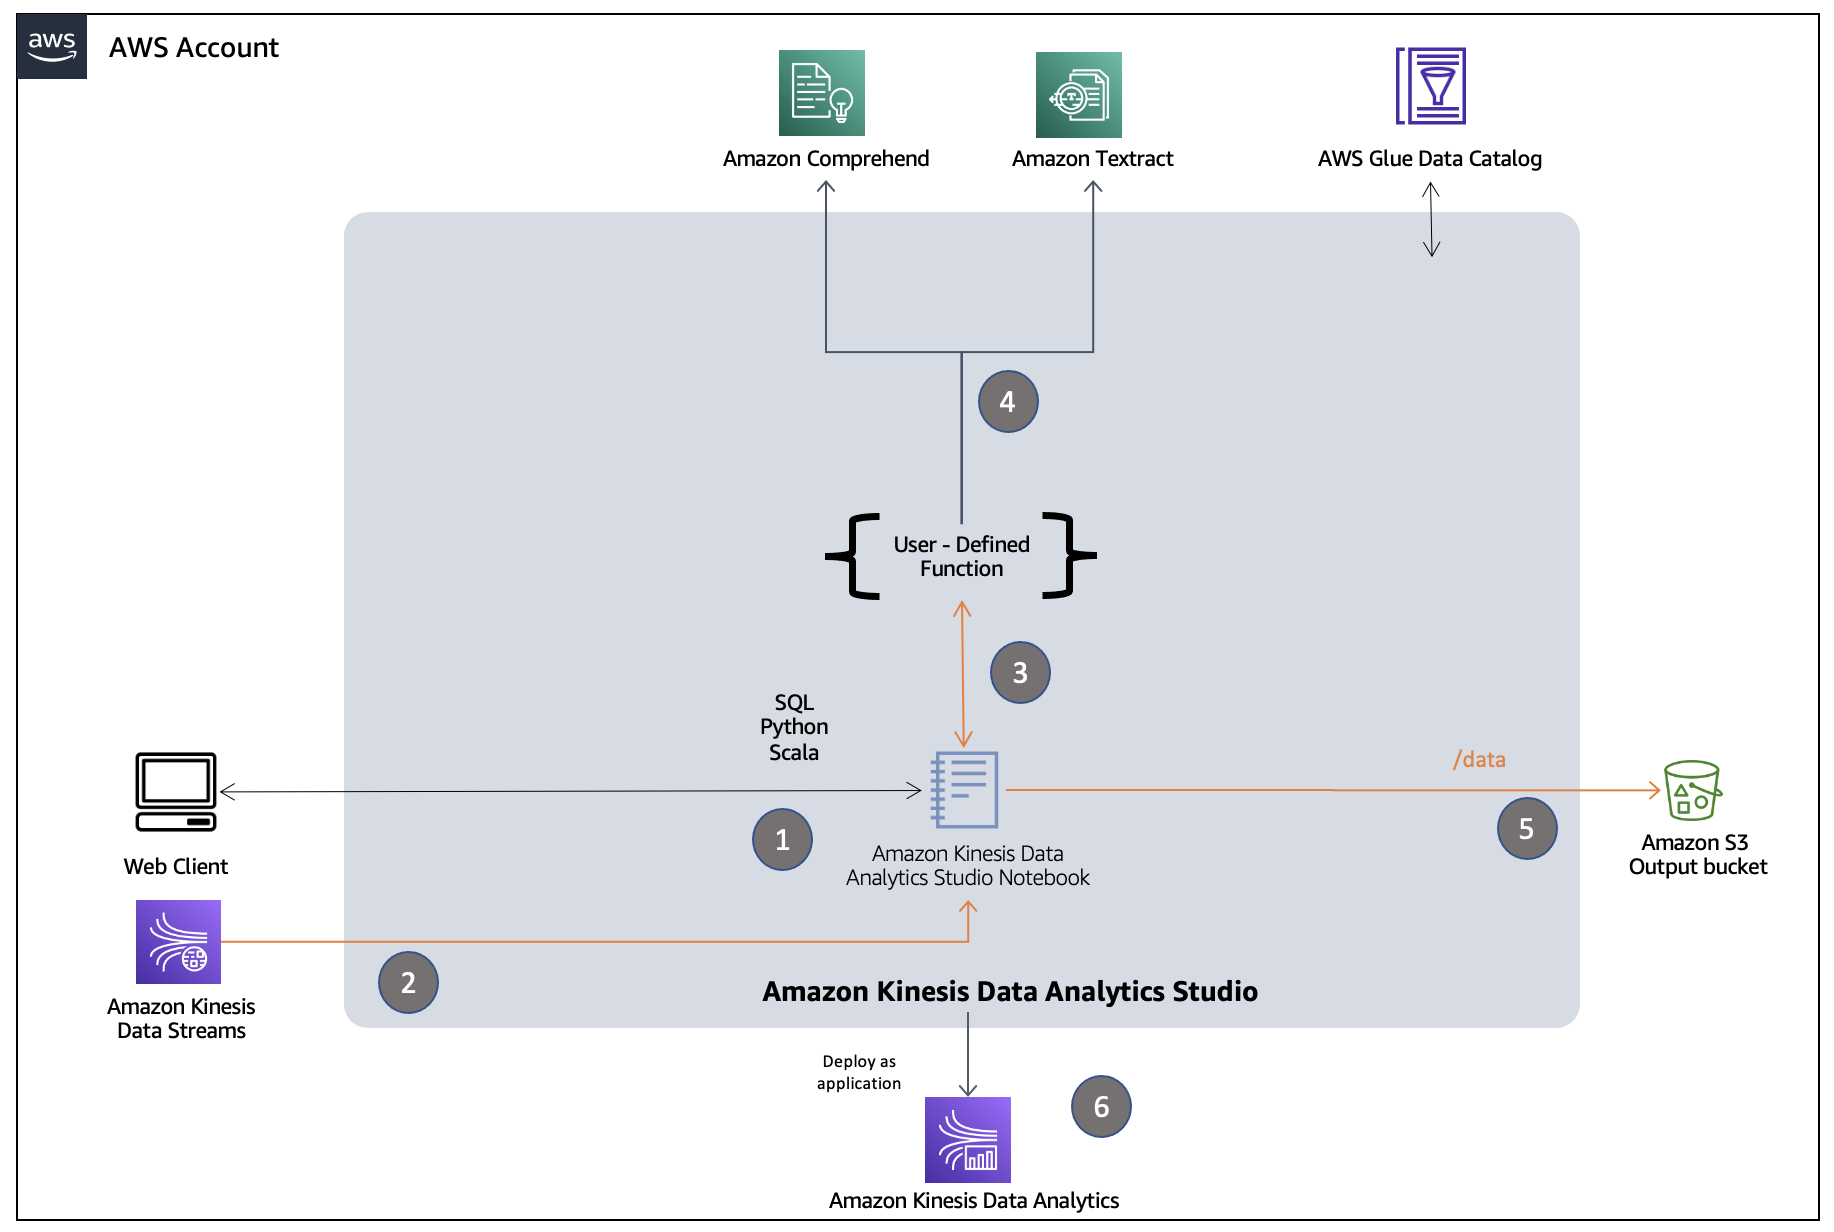 aws
AWS Account
Amazon Comprehend
Amazon Textract
AWS Glue Data Catalog
4
User - Defined
Function
3
SQL
Python
Scala
/data
1
5
Web Client
Amazon Kinesis Data
Analytics Studio Notebook
Amazon S3
Output bucket
2
Amazon Kinesis
Data Streams
Amazon Kinesis Data Analytics Studio
Deploy as
application
6
Amazon Kinesis Data Analytics